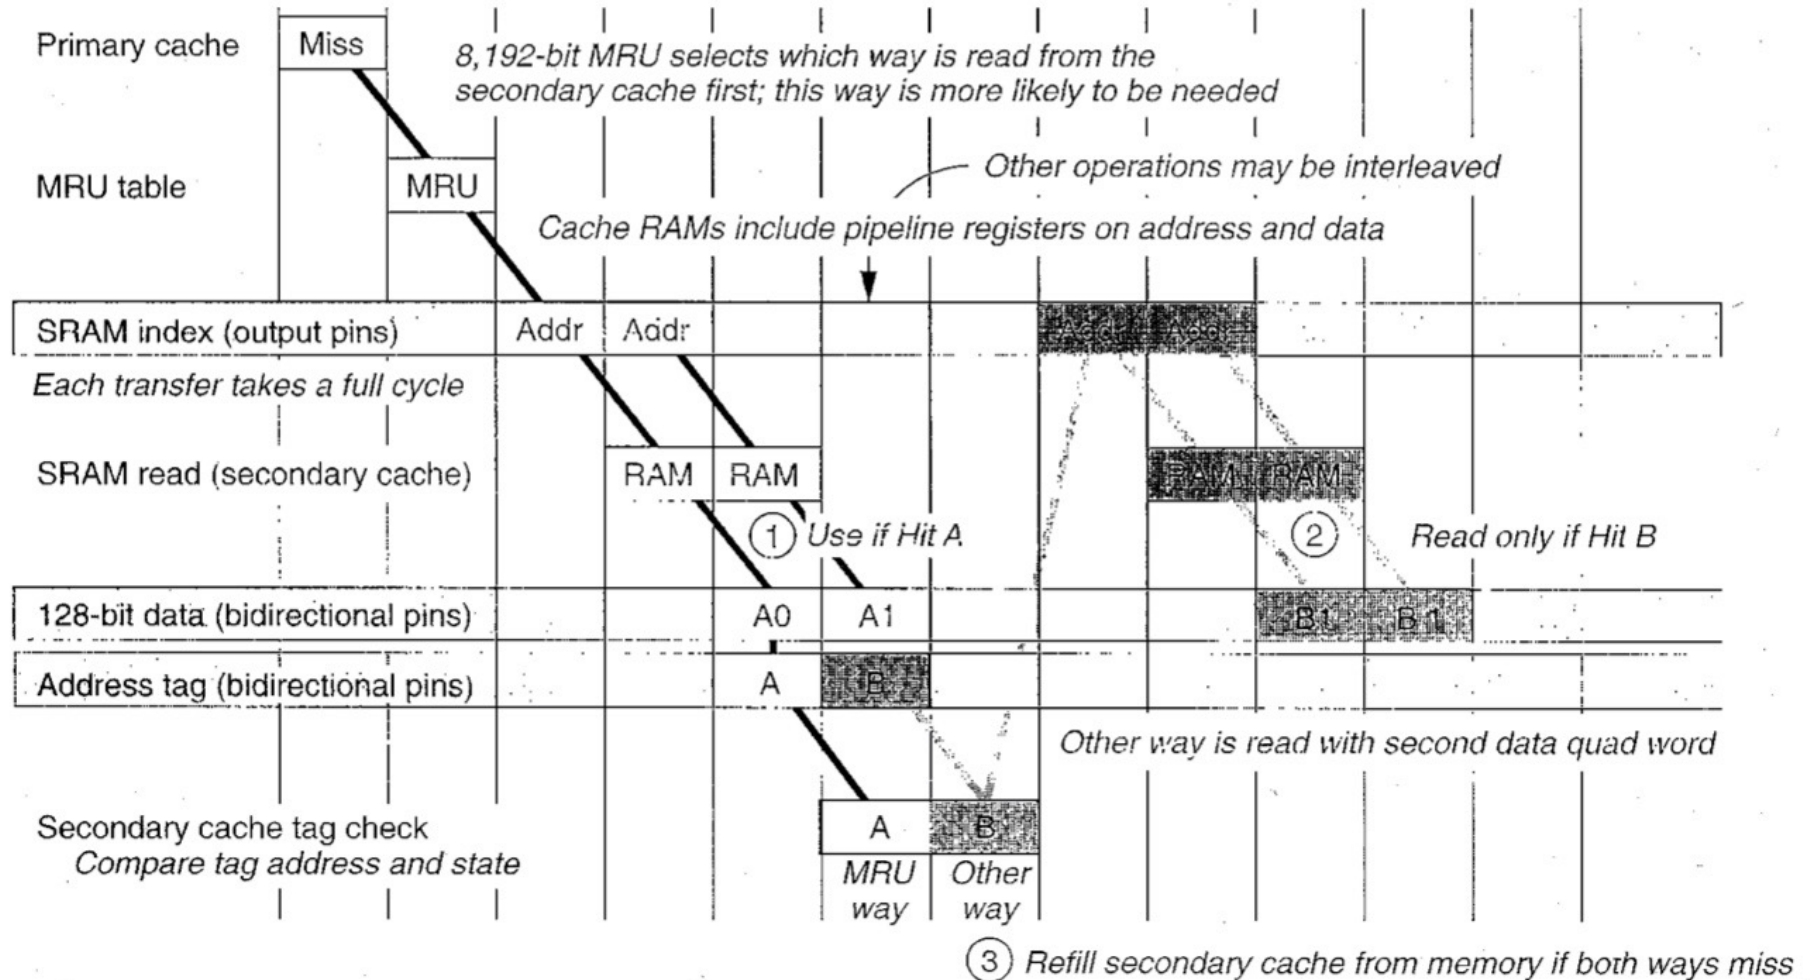 Primary cache
Miss
8,192-bit MRU selects which way is read from the
secondary cache first; this way is more likely to be needed
MRU table
MRU
Other operations may be interleaved
Cache RAMs include pipeline registers on address and data
SRAM index (output pins)
Addr
Addr
Addr
Addr
Each transfer takes a full cycle
SRAM read (secondary cache)
RAM
RAM
RAM
RAM
1
Use if Hit A
2
Read only if Hit B
128-bit data (bidirectional pins)
A0
A1
B1
B1
Address tag (bidirectional pins)
A
B
Other way is read with second data quad word
Secondary cache tag check
A
B
Compare tag address and state
MRU
way
Other
way
3 Refill secondary cache from memory if both ways miss